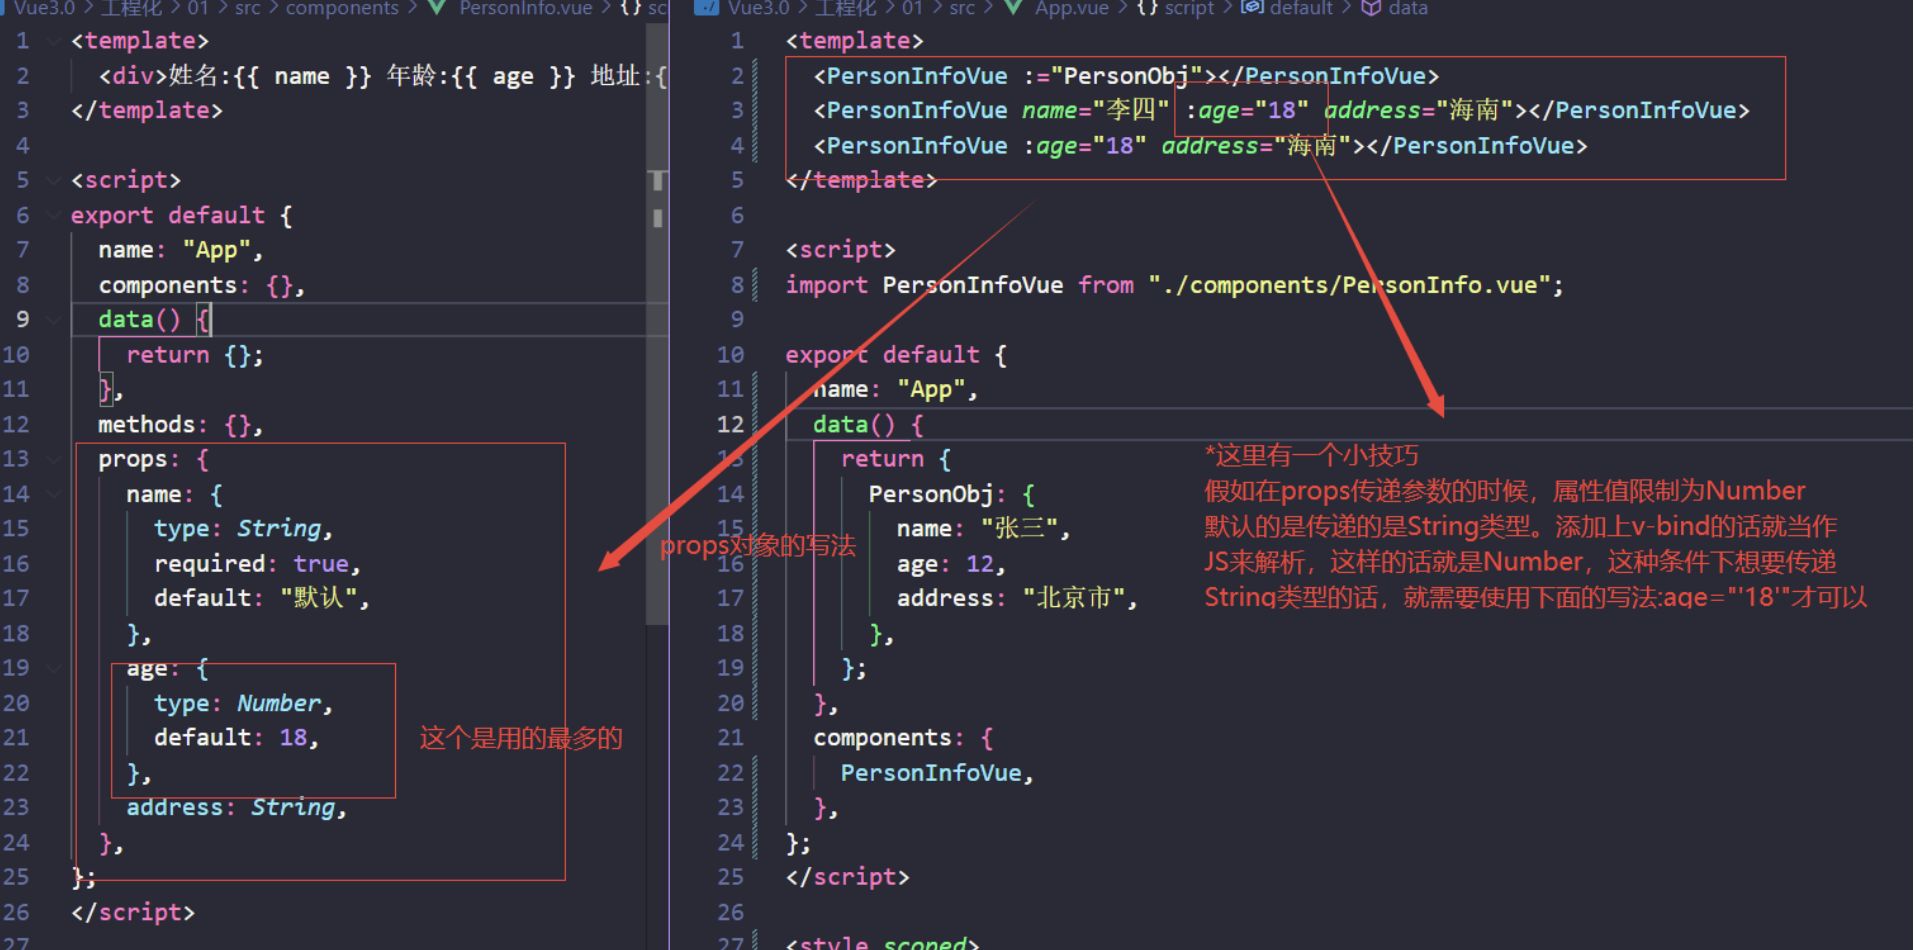 Vue3.0 > 工程化 > 01 > src > components > PersonInfo.vue > {} sc
1 <template>
2 <div>姓名:{{ name }} 年龄:{{ age }} 地址:{
3 </template>
4
5 <script>
6 export default {
7 name: "App",
8 components: {},
9 data() {
10 return {};
11 },
12 methods: {},
13 props: {
14 name: {
15 type: String,
16 required: true,
17 default: "默认",
18 },
19 age: {
20 type: Number,
21 default: 18,
22 },
23 address: String,
24 },
25 };
26 </script>
27
props对象的写法
这个是用的最多的
Vue3.0 > 工程化 > 01 > src > App.vue > {} script > default > data
1 <template>
2 <PersonInfoVue :="PersonObj"></PersonInfoVue>
3 <PersonInfoVue name="李四" :age="18" address="海南"></PersonInfoVue>
4 <PersonInfoVue :age="18" address="海南"></PersonInfoVue>
5 </template>
6
7 <script>
8 import PersonInfoVue from "./components/PersonInfo.vue";
9
10 export default {
11 name: "App",
12 data() {
13 return {
14 PersonObj: {
15 name: "张三",
16 age: 12,
17 address: "北京市",
18 },
19 };
20 },
21 components: {
22 PersonInfoVue,
23 },
24 };
25 </script>
26
27 <style scoped>
*这里有一个小技巧
假如在props传递参数的时候，属性值限制为Number
默认的是传递的是String类型。添加上v-bind的话就当作
JS来解析，这样的话就是Number，这种条件下想要传递
String类型的话，就需要使用下面的写法:age="'18'"才可以